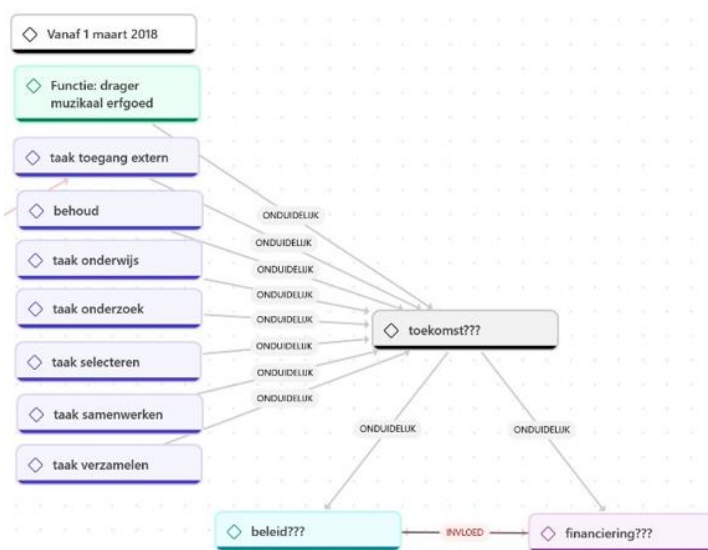 Vanaf 1 maart 2018
Functie: drager
muzikaal erfgoed
taak toegang extern
behoud
taak onderwijs
taak onderzoek
taak selecteren
taak samenwerken
taak verzamelen
ONDUIDELIJK
ONDUIDELIJK
ONDUIDELIJK
ONDUIDELIJK
ONDUIDELIJK
ONDUIDELIJK
ONDUIDELIJK
ONDUIDELIJK
toekomst???
ONDUIDELIJK
ONDUIDELIJK
beleid???
INVLOED
financiering???